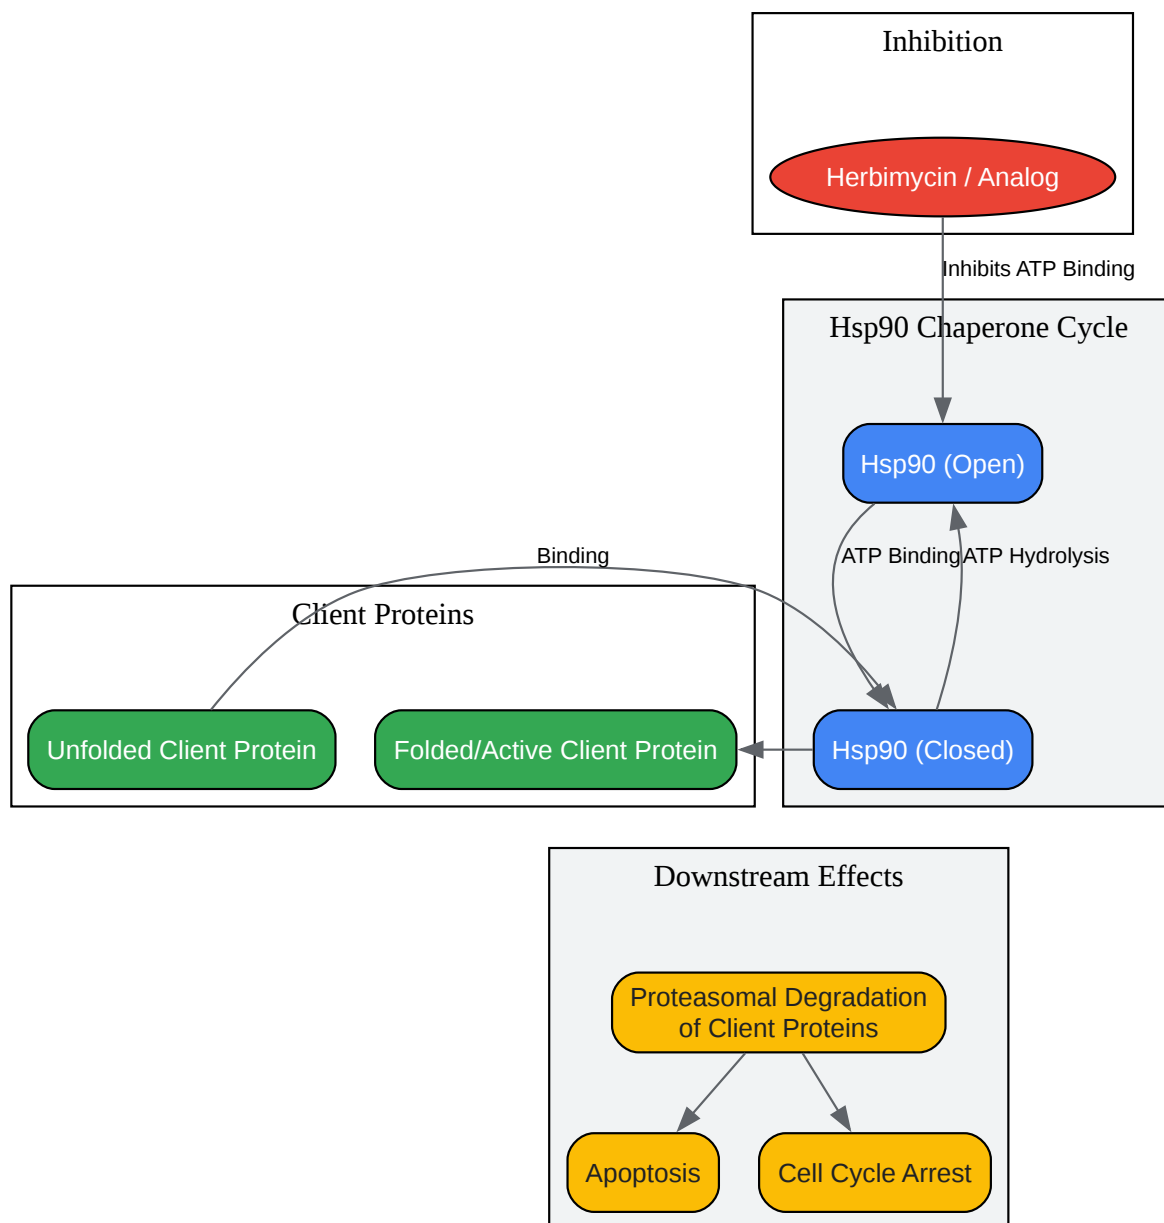 Inhibition
Herbimycin / Analog
Inhibits ATP Binding
Hsp90 Chaperone Cycle
Hsp90 (Open)
ATP Binding
ATP Hydrolysis
Binding
Client Proteins
Unfolded Client Protein
Folded/Active Client Protein
Hsp90 (Closed)
Downstream Effects
Proteasomal Degradation
of Client Proteins
Apoptosis
Cell Cycle Arrest